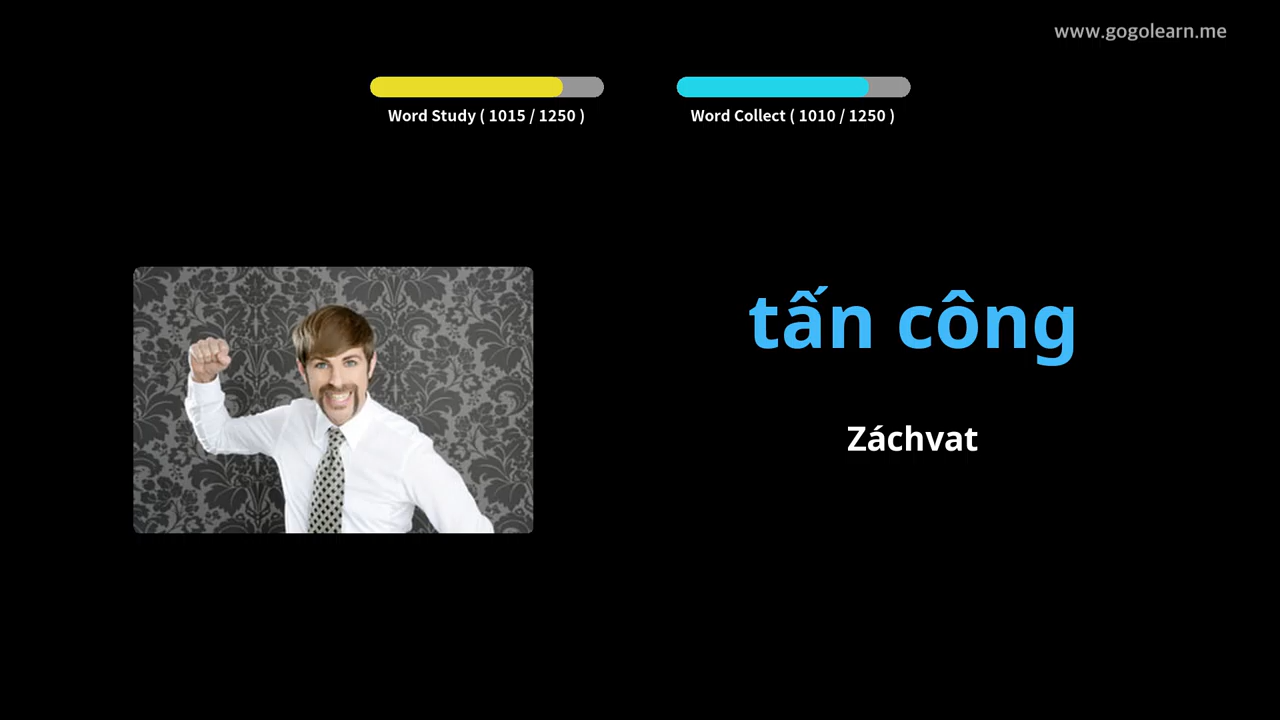 www.gogolearn.me
Word Study ( 1015 / 1250 )
Word Collect ( 1010 / 1250 )
tấn công
Záchvat